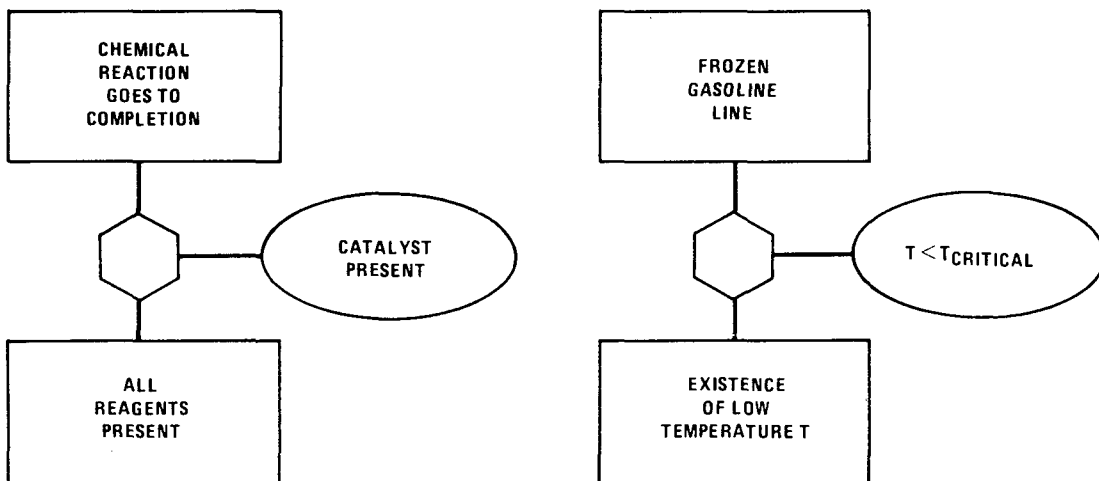 CHEMICAL
REACTION
GOES TO
COMPLETION
CATALYST
PRESENT
ALL
REAGENTS
PRESENT
FROZEN
GASOLINE
LINE
T < TCRITICAL
EXISTENCE
OF LOW
TEMPERATURE T